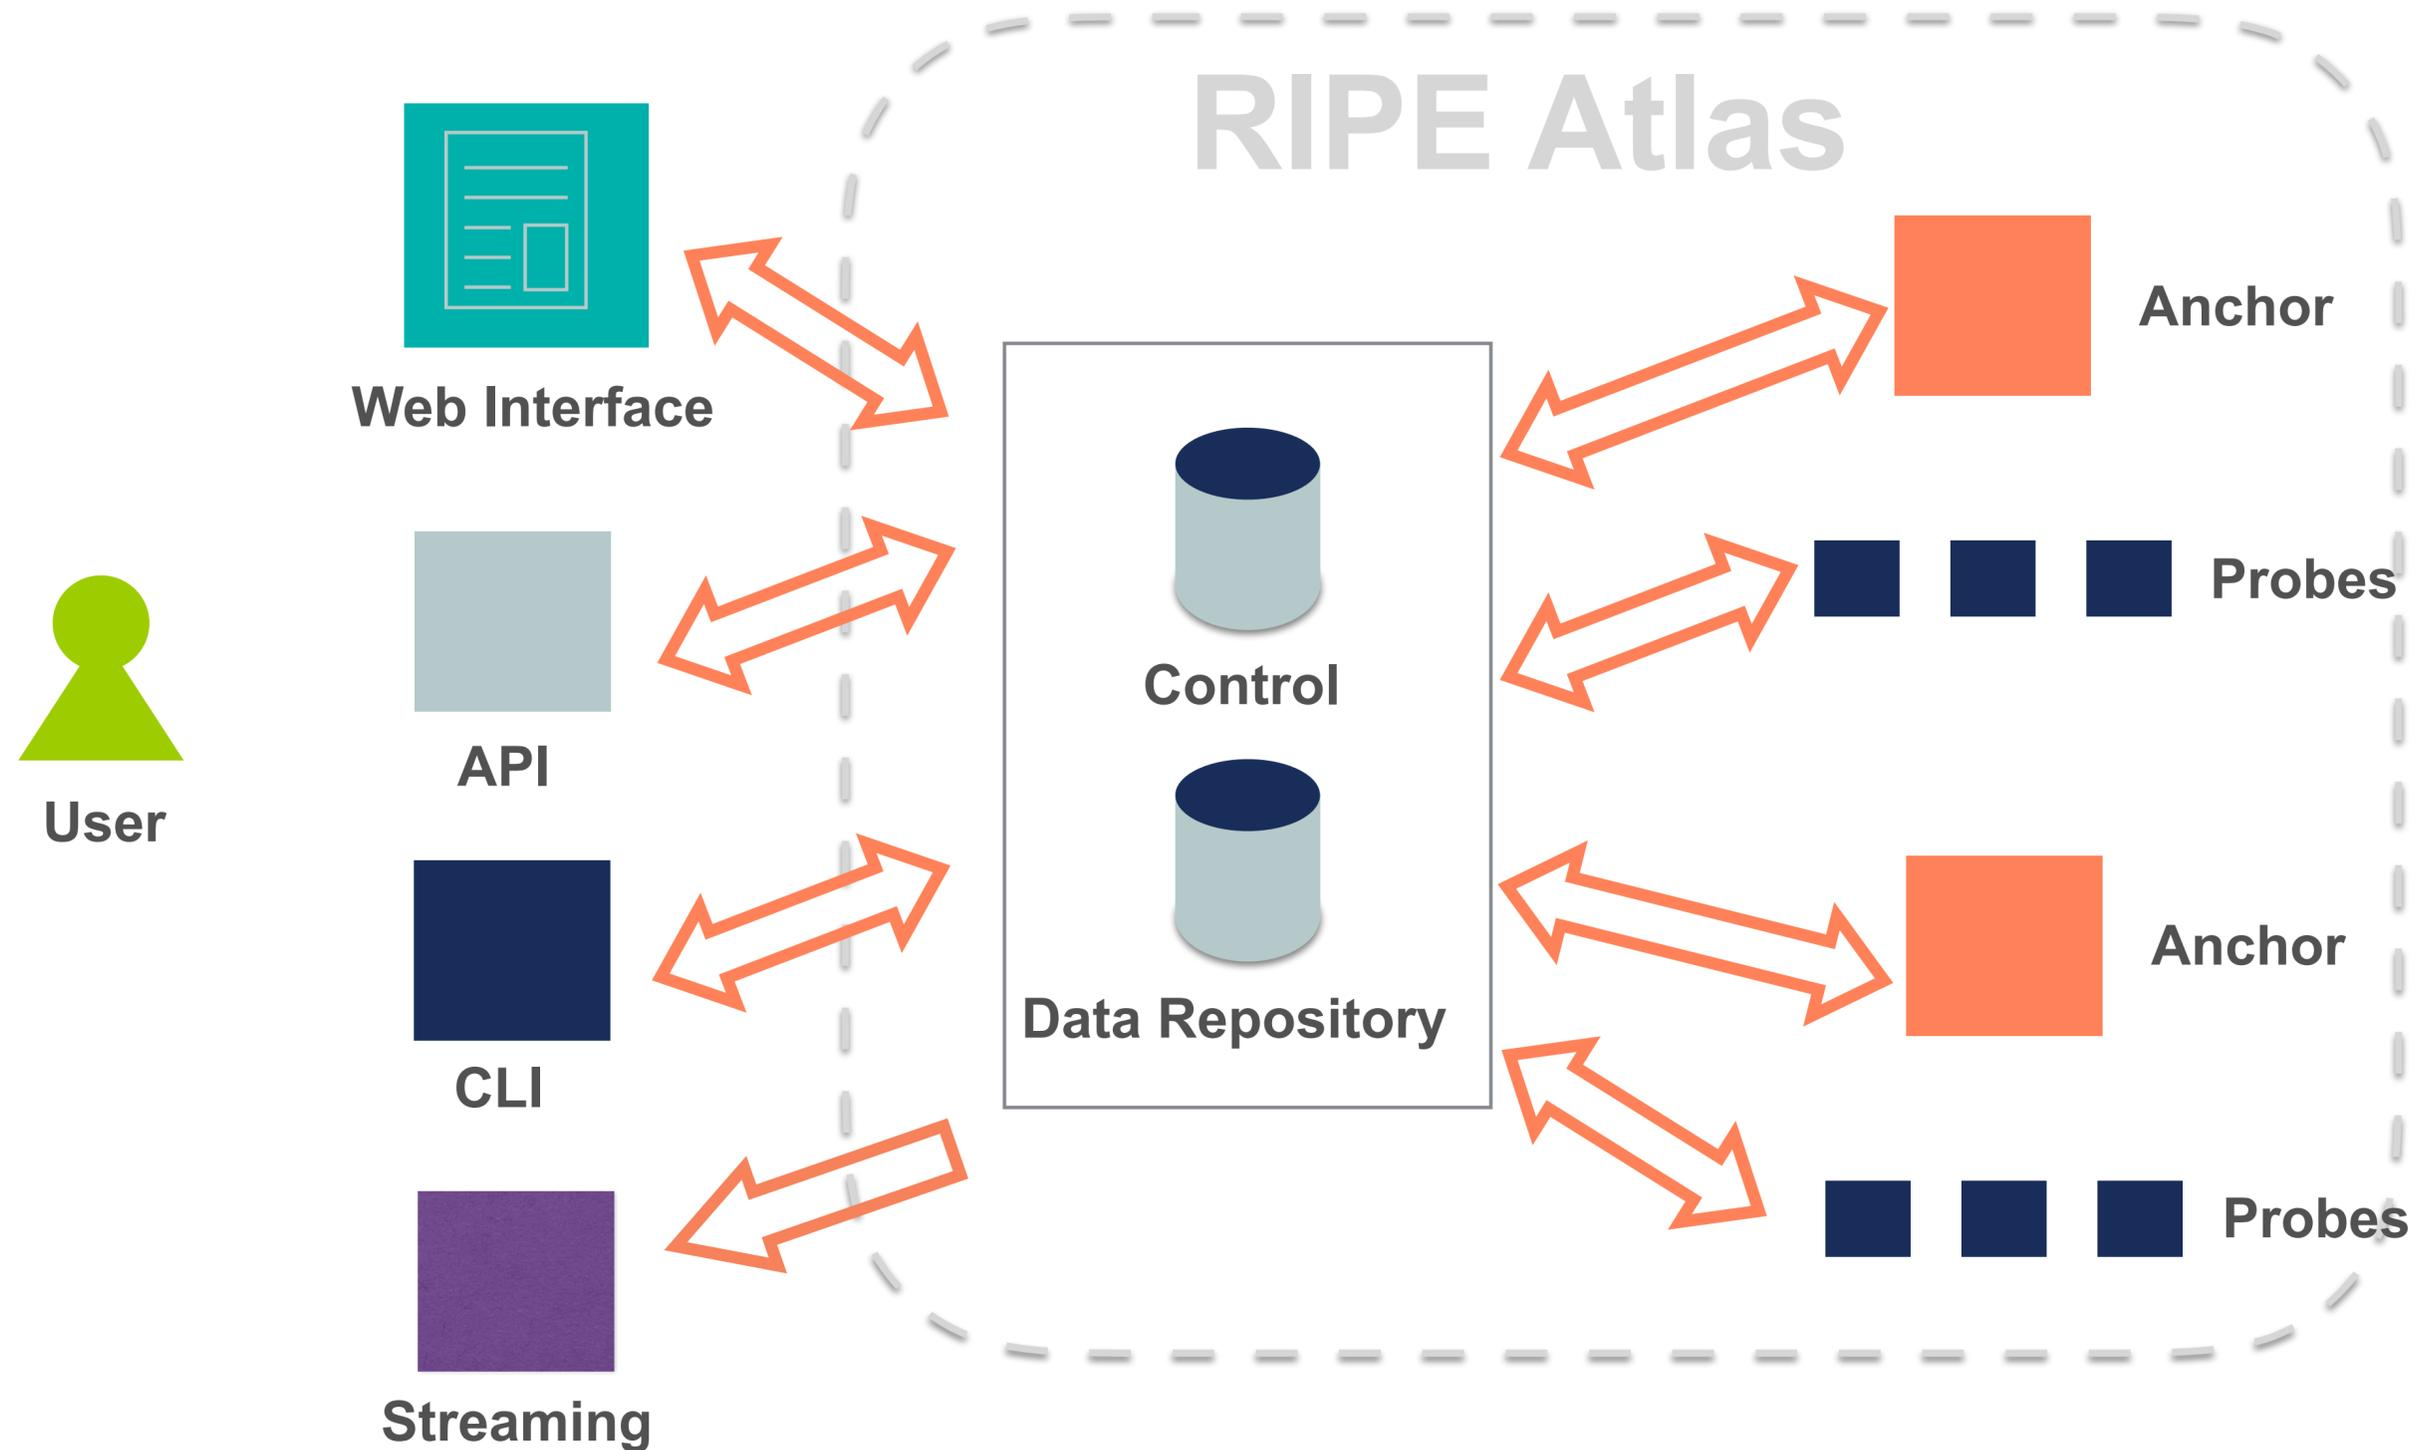 RIPE Atlas
Web Interface
API
User
CLI
Streaming
Control
Data Repository
Anchor
Probes
Anchor
Probes